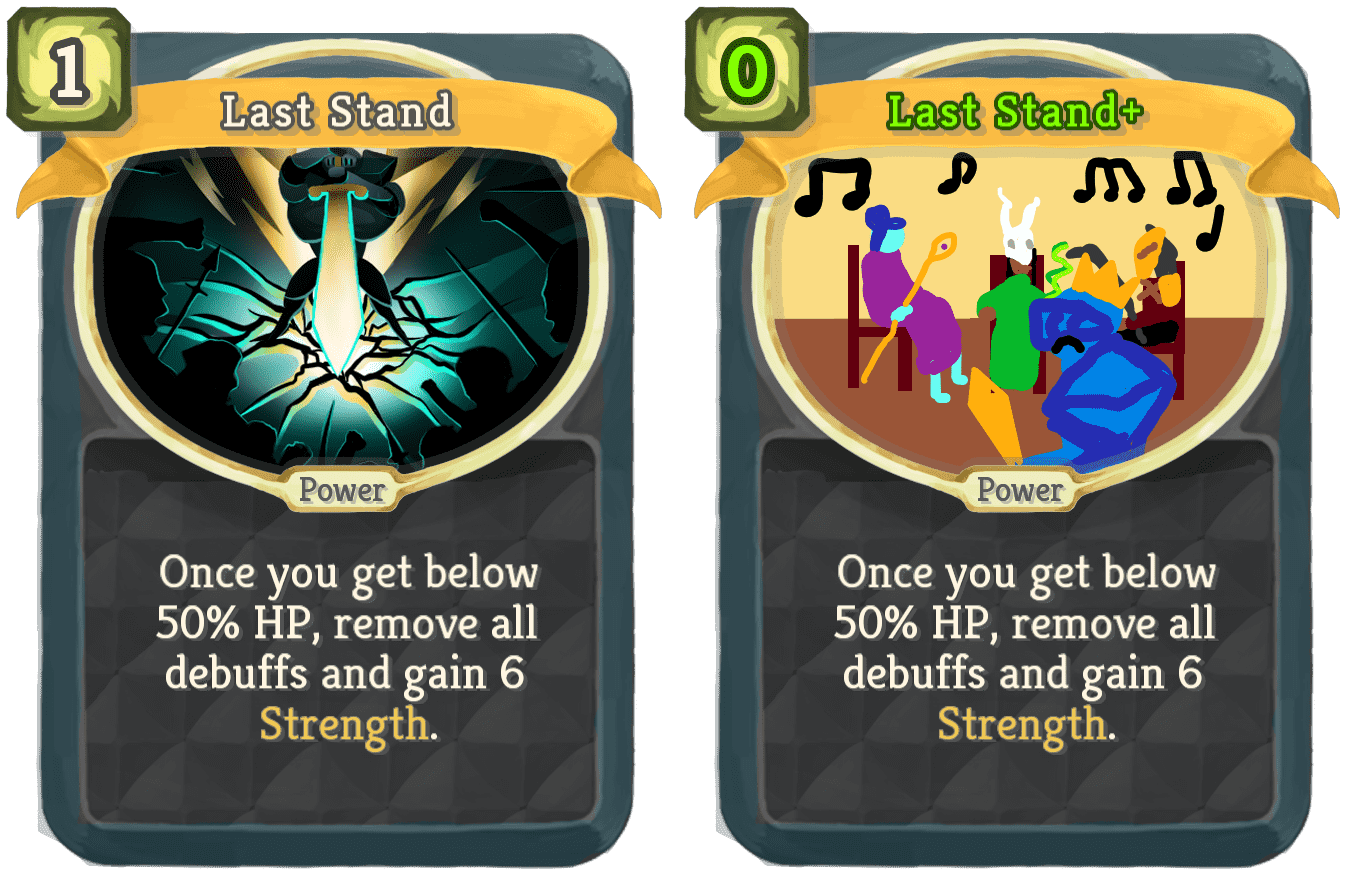 1
Last Stand
Power
Once you get below
50% HP, remove all
debuffs and gain 6
Strength.
0
Last Stand+
Power
Once you get below
50% HP, remove all
debuffs and gain 6
Strength.